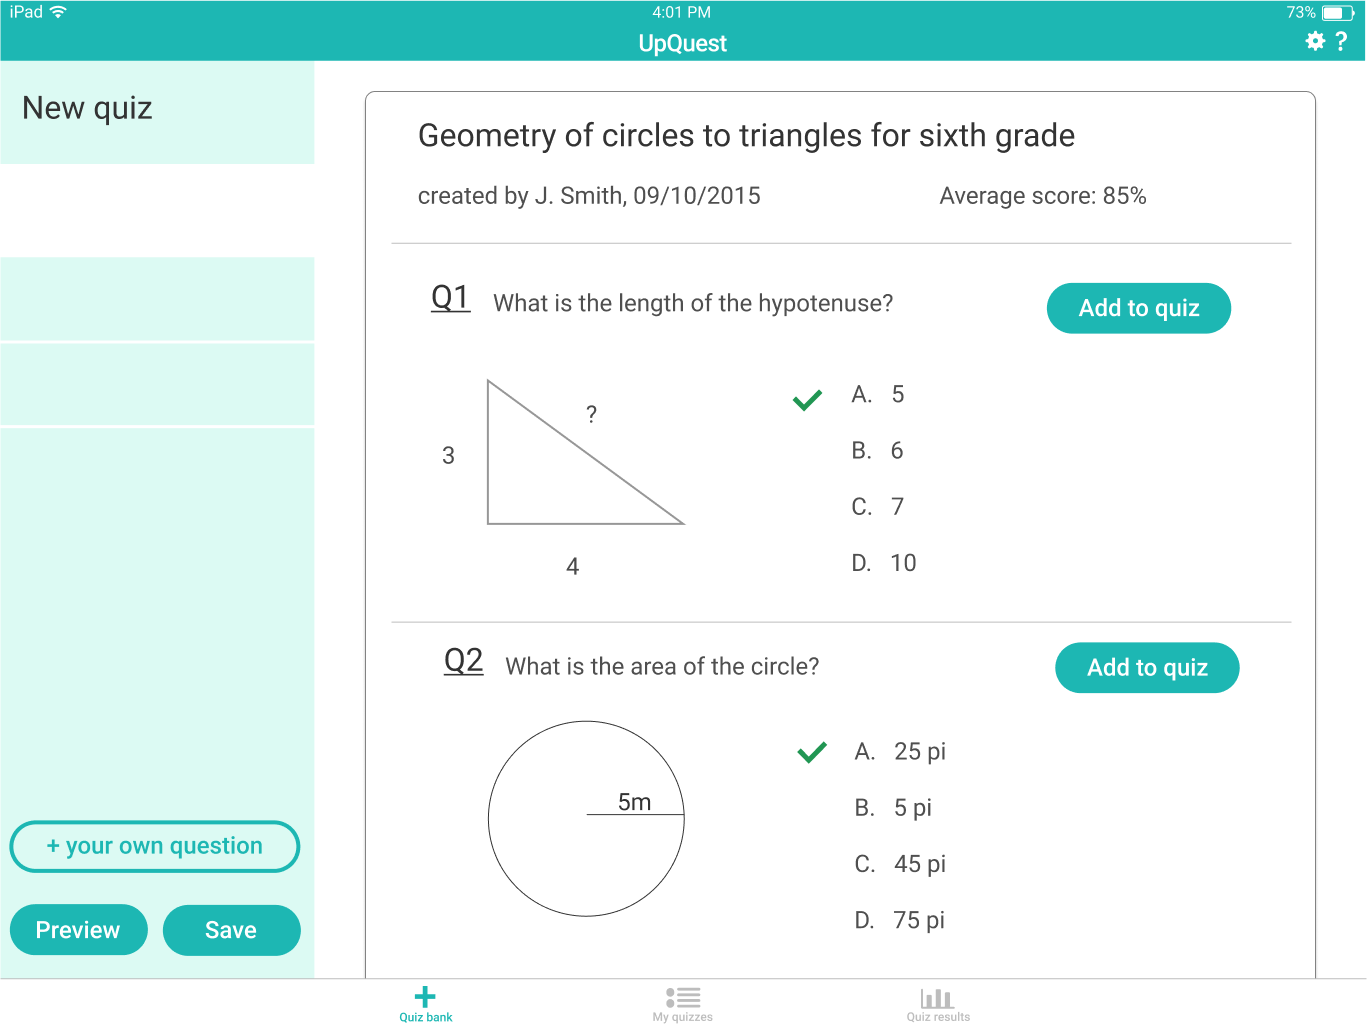 iPad
4:01 PM
73%
UpQuest
?
New quiz
Geometry of circles to triangles for sixth grade
created by J. Smith, 09/10/2015
Average score: 85%
Q1 What is the length of the hypotenuse?
Add to quiz
3
?
4
A. 5
B. 6
C. 7
D. 10
Q2 What is the area of the circle?
Add to quiz
5m
A. 25 pi
B. 5 pi
C. 45 pi
D. 75 pi
+ your own question
Preview
Save
Quiz bank
My quizzes
Quiz results